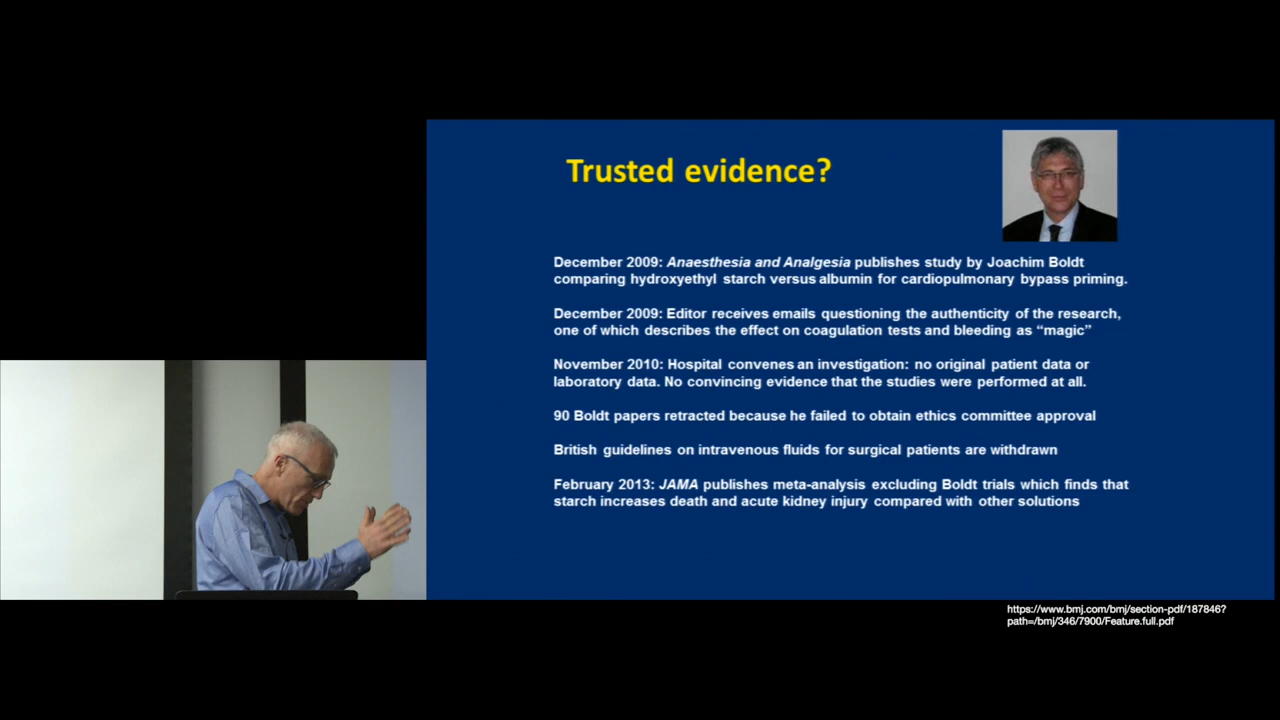 Trusted evidence?
December 2009: Anaesthesia and Analgesia publishes study by Joachim Boldt
comparing hydroxyethyl starch versus albumin for cardiopulmonary bypass priming.
December 2009: Editor receives emails questioning the authenticity of the research,
one of which describes the effect on coagulation tests and bleeding as “magic”
November 2010: Hospital convenes an investigation: no original patient data or
laboratory data. No convincing evidence that the studies were performed at all.
90 Boldt papers retracted because he failed to obtain ethics committee approval
British guidelines on intravenous fluids for surgical patients are withdrawn
February 2013: JAMA publishes meta-analysis excluding Boldt trials which finds that
starch increases death and acute kidney injury compared with other solutions
https://www.bmj.com/bmj/section-pdf/187846?
path=/bmj/346/7900/Feature.full.pdf